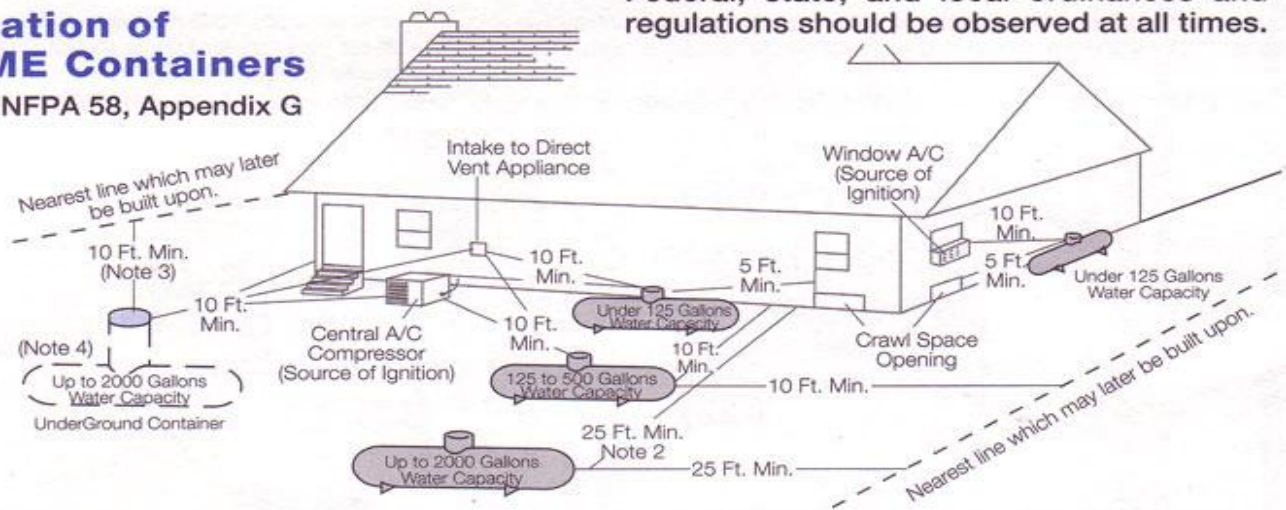 ation of
ME Containers
NFPA 58, Appendix G
Federal, state, and local ordinances and
regulations should be observed at all times.
Nearest line which may later
be built upon.
10 Ft. Min.
(Note 3)
10 Ft.
Min.
(Note 4)
Up to 2000 Gallons
Water Capacity
UnderGround Container
Intake to Direct
Vent Appliance
Central A/C
Compressor
(Source of Ignition)
10 Ft.
Min.
10 Ft.
Min.
5 Ft.
Min.
Under 125 Gallons
Water Capacity
125 to 500 Gallons
Water Capacity
10 Ft.
Min.
10 Ft. Min.
Up to 2000 Gallons
Water Capacity
25 Ft. Min.
Note 2
25 Ft. Min.
Window A/C
(Source of
Ignition)
10 Ft.
Min.
5 Ft.
Min.
Under 125 Gallons
Water Capacity
Crawl Space
Opening
Nearest line which may later be built upon.